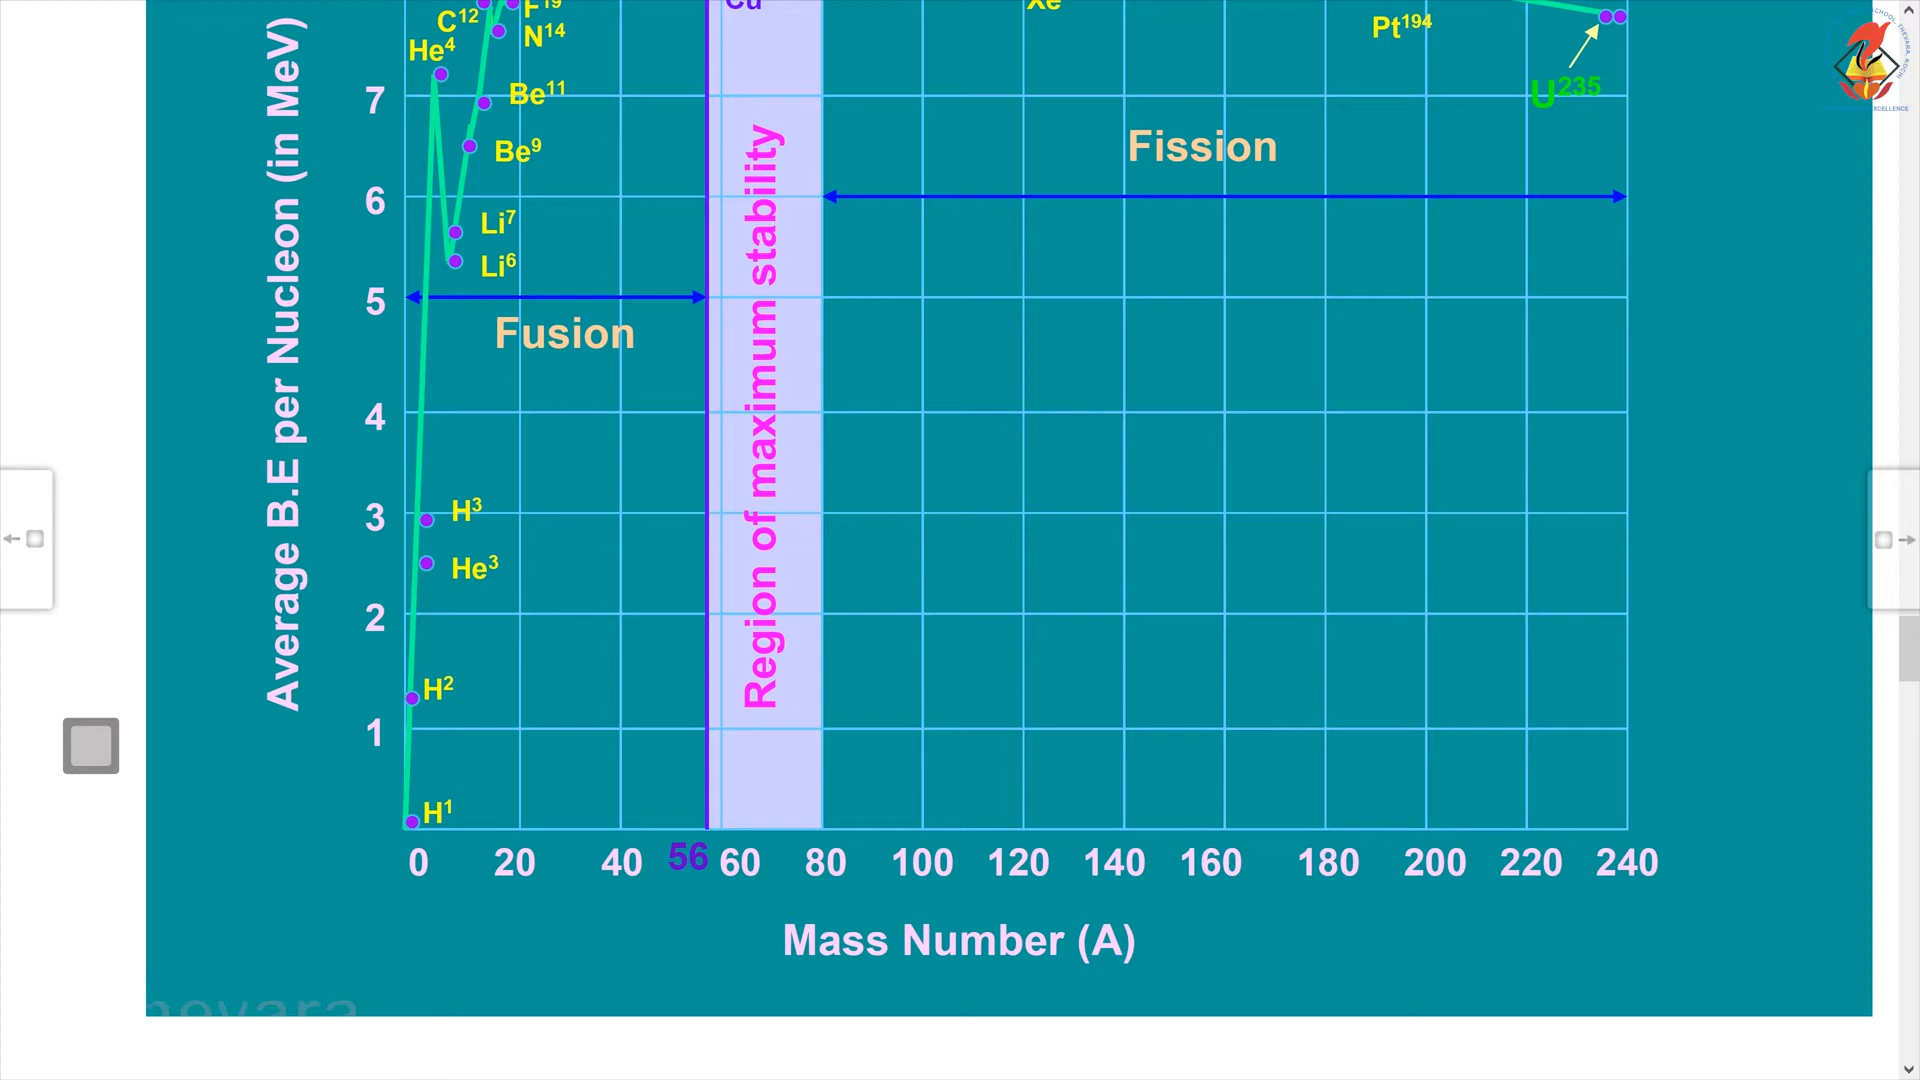 Cu
Xe
F19
C12
N14
Pt194
He4
Be11
U235
7
Fission
Be9
6
Li7
Li6
5
Fusion
4
H3
3
He3
2
H2
1
H1
Average B.E per Nucleon (in MeV)
Region of maximum stability
0 20 40 56 60 80 100 120 140 160 180 200 220 240
Mass Number (A)